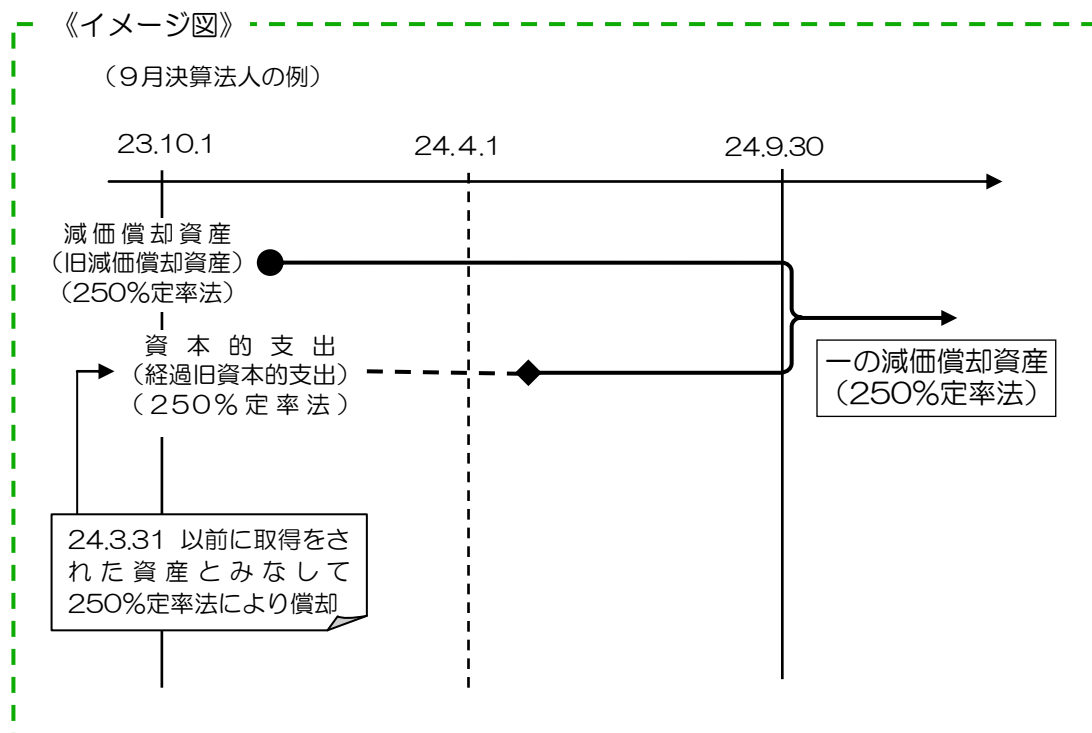 《イメージ図》
（9月決算法人の例）
23.10.1
24.4.1
24.9.30
減価償却資産
（旧減価償却資産）
（250%定率法）
資本的支出
（経過旧資本的支出）
（250%定率法）
一の減価償却資産
（250%定率法）
24.3.31 以前に取得をさ
れた資産とみなして
250%定率法により償却